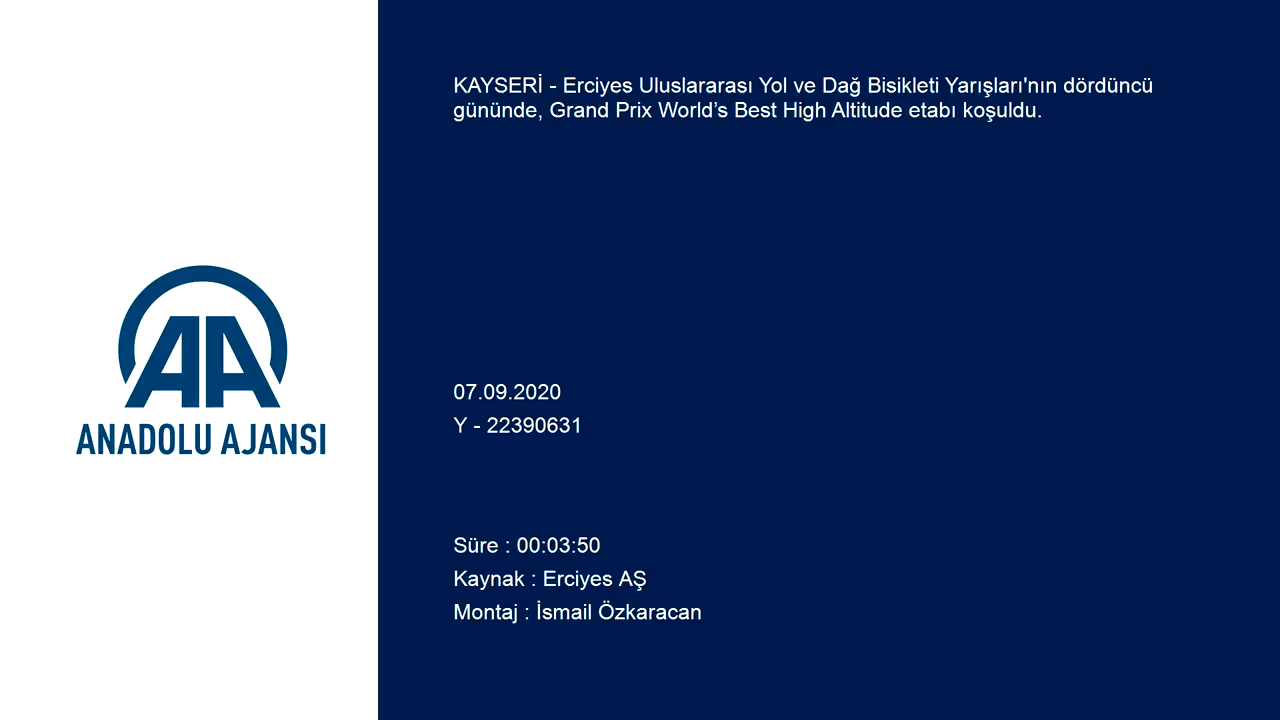 KAYSERİ - Erciyes Uluslararası Yol ve Dağ Bisikleti Yarışları'nın dördüncü
gününde, Grand Prix World’s Best High Altitude etabı koşuldu.
AA
ANADOLU AJANSI
07.09.2020
Y - 22390631
Süre : 00:03:50
Kaynak : Erciyes AŞ
Montaj : İsmail Özkaracan